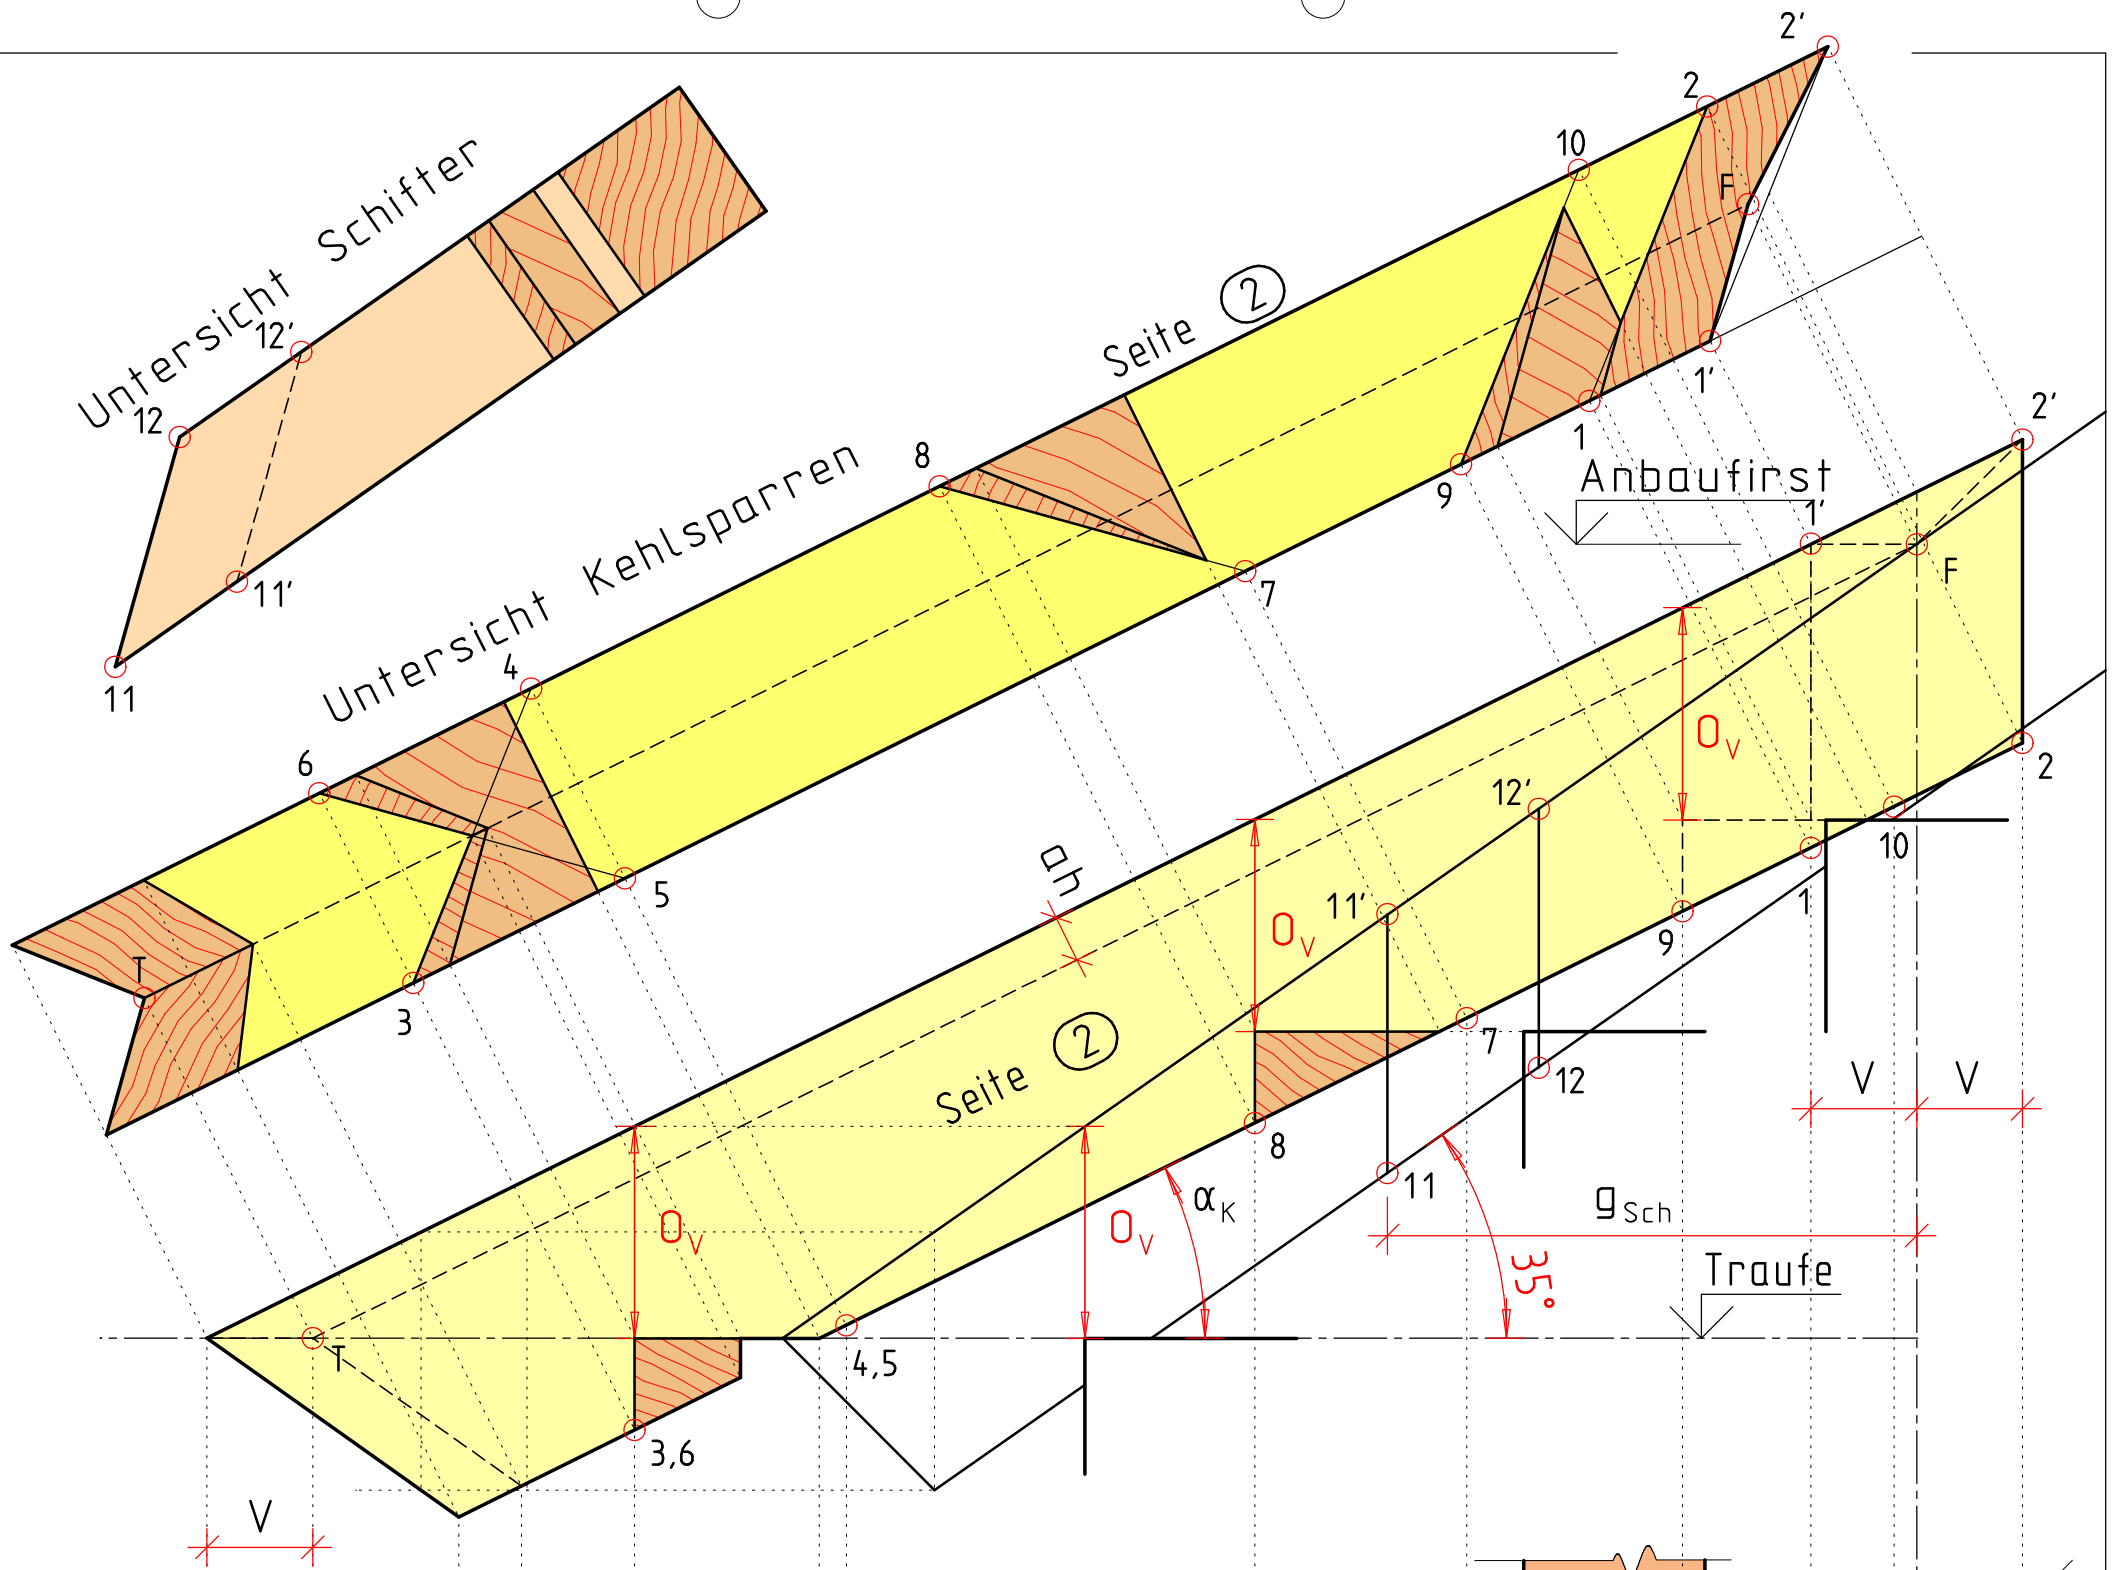 2'
2
10
F
Untersicht Schifter
12'
12
11'
11
Seite 2
1'
1
9
8
7
Untersicht Kehlsparren
Anbaufirst
2'
1'
F
4
6
5
3
T
aH
OV
12'
11'
OV
10
2
1
9
7
12
V V
Seite 2
8
11
αK
gSch
OV
OV
35°
Traufe
T
4,5
3,6
V